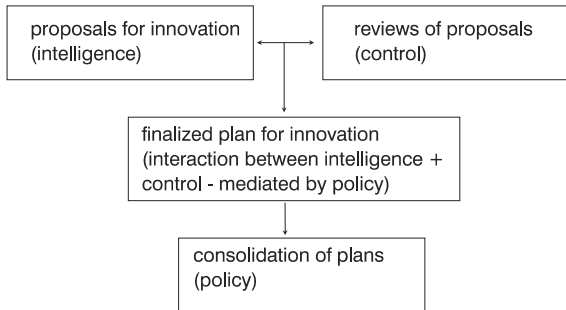 proposals for innovation
(intelligence)
reviews of proposals
(control)
finalized plan for innovation
(interaction between intelligence +
control - mediated by policy)
consolidation of plans
(policy)